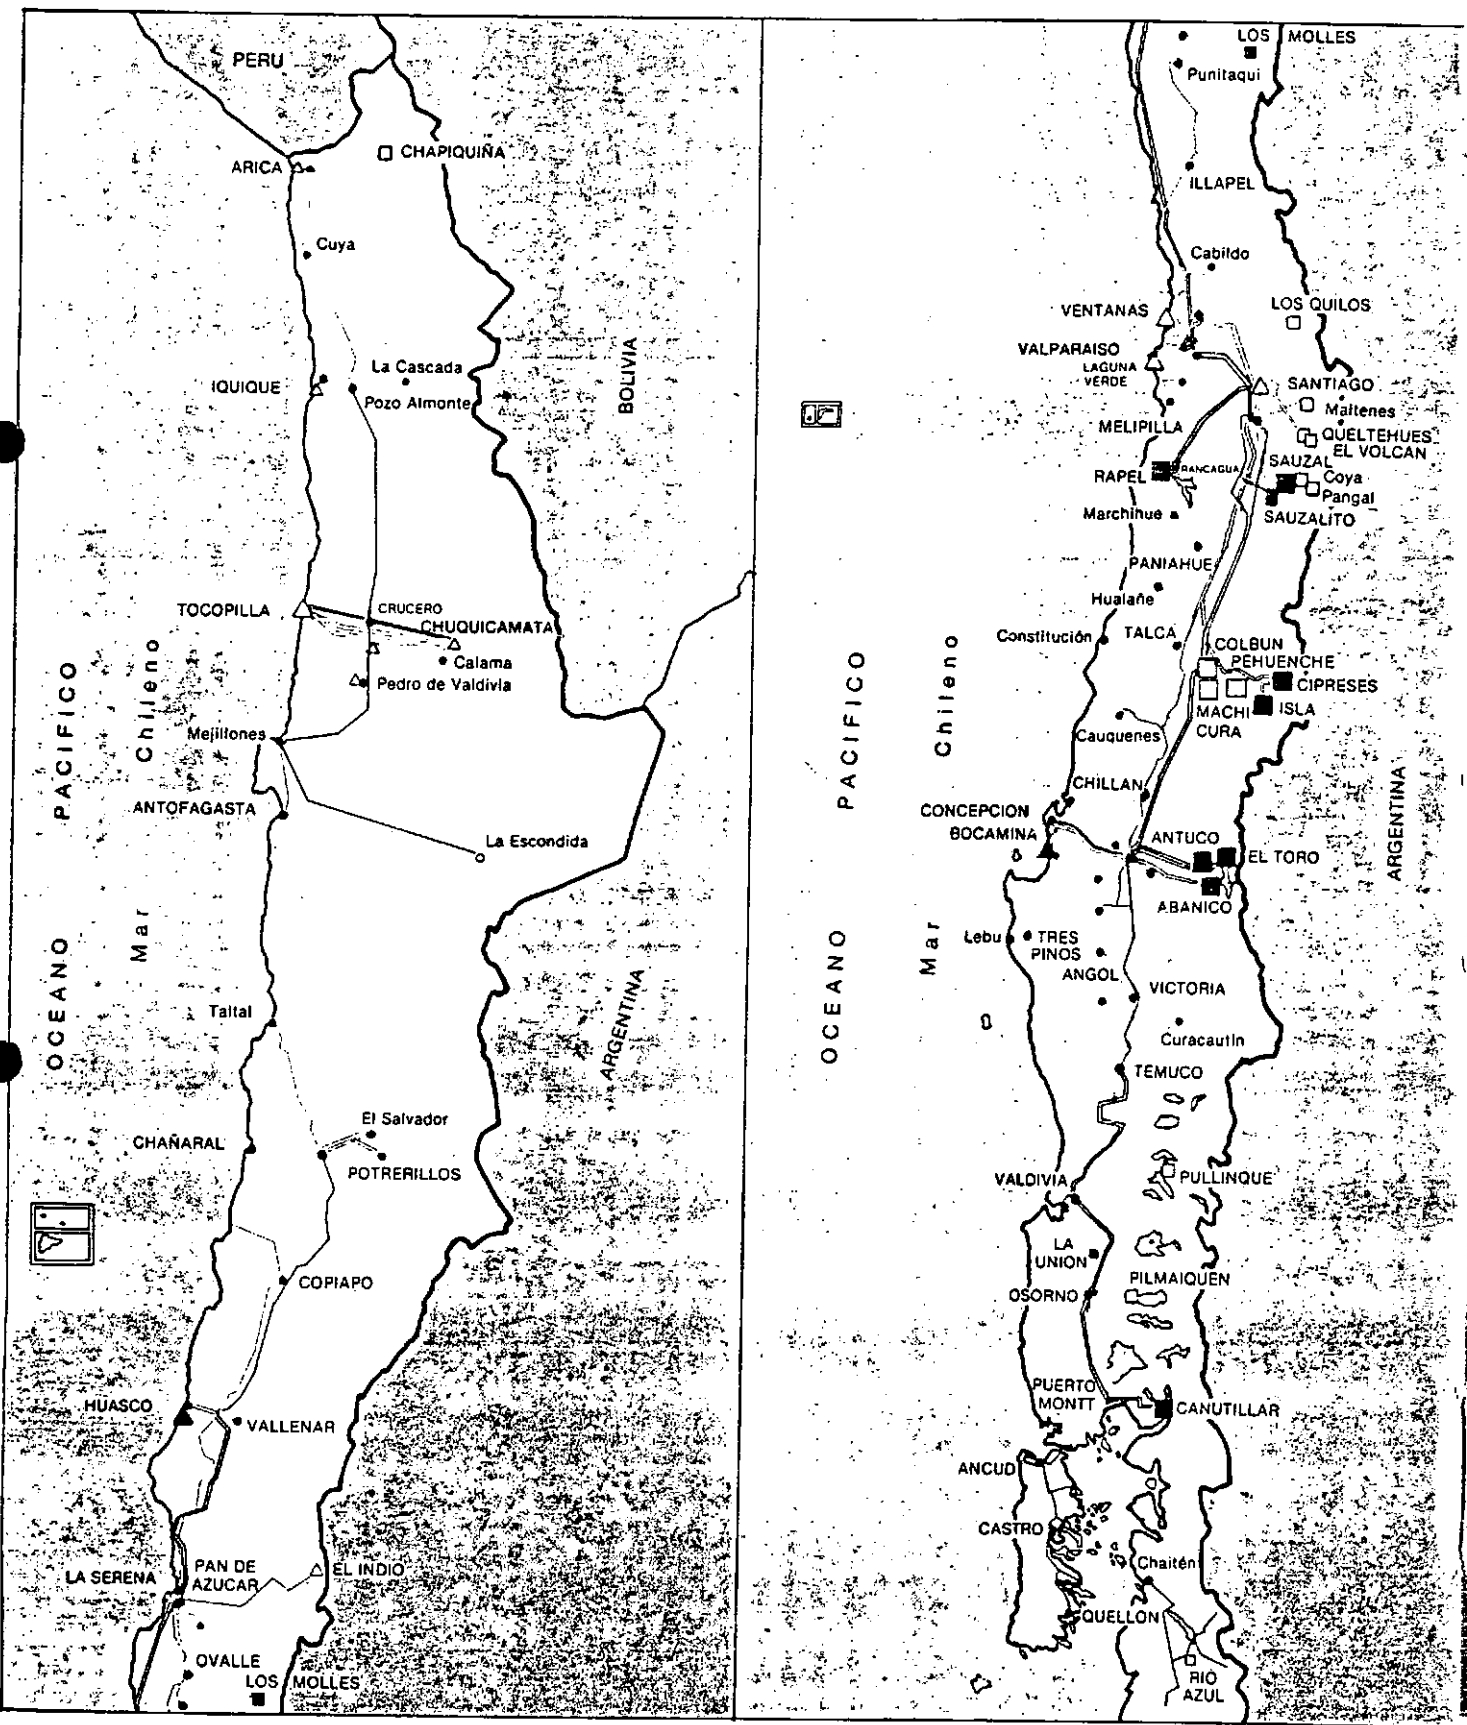 PERU
ARICA
CHAPIQUIÑA
Cuya
La Cascada
IQUIQUE
Pozo Almonte
BOLIVIA
TOCOPILLA
CRUCERO
CHUQUICAMATA
Calama
Pedro de Valdivia
Mejillones
ANTOFAGASTA
La Escondida
OCEANO PACIFICO
Mar Chileno
Taltal
ARGENTINA
El Salvador
CHAÑARAL
POTRERILLOS
COPIAPO
HUASCO
VALLENAR
LA SERENA
PAN DE
AZUCAR
EL INDIO
OVALLE
LOS MOLLES
LOS MOLLES
Punitaqui
ILLAPEL
Cabildo
VENTANAS
LOS QUILOS
VALPARAISO
LAGUNA
VERDE
SANTIAGO
Maitenes
MELIPILLA
QUELTEHUES
EL VOLCAN
RAPEL
RANCAGUA
SAUZAL
Coya
Pangal
Marchihue
SAUZALITO
PANIAHUE
Hualañe
Constitución
TALCA
COLBUN
PEHUENCHE
CIPRESES
MACHI
CURA
ISLA
Cauquenes
CHILLAN
CONCEPCION
BOCAMINA
ANTUCO
EL TORO
ABANICO
OCEANO PACIFICO
Mar Chileno
ARGENTINA
Lebu
TRES
PINOS
ANGOL
VICTORIA
Curacautín
TEMUCO
VALDIVIA
PULLINQUE
LA
UNION
PILMAIQUEN
OSORNO
PUERTO
MONTT
CANUTILLAR
ANCUD
CASTRO
Chaitén
QUELLON
RIO
AZUL